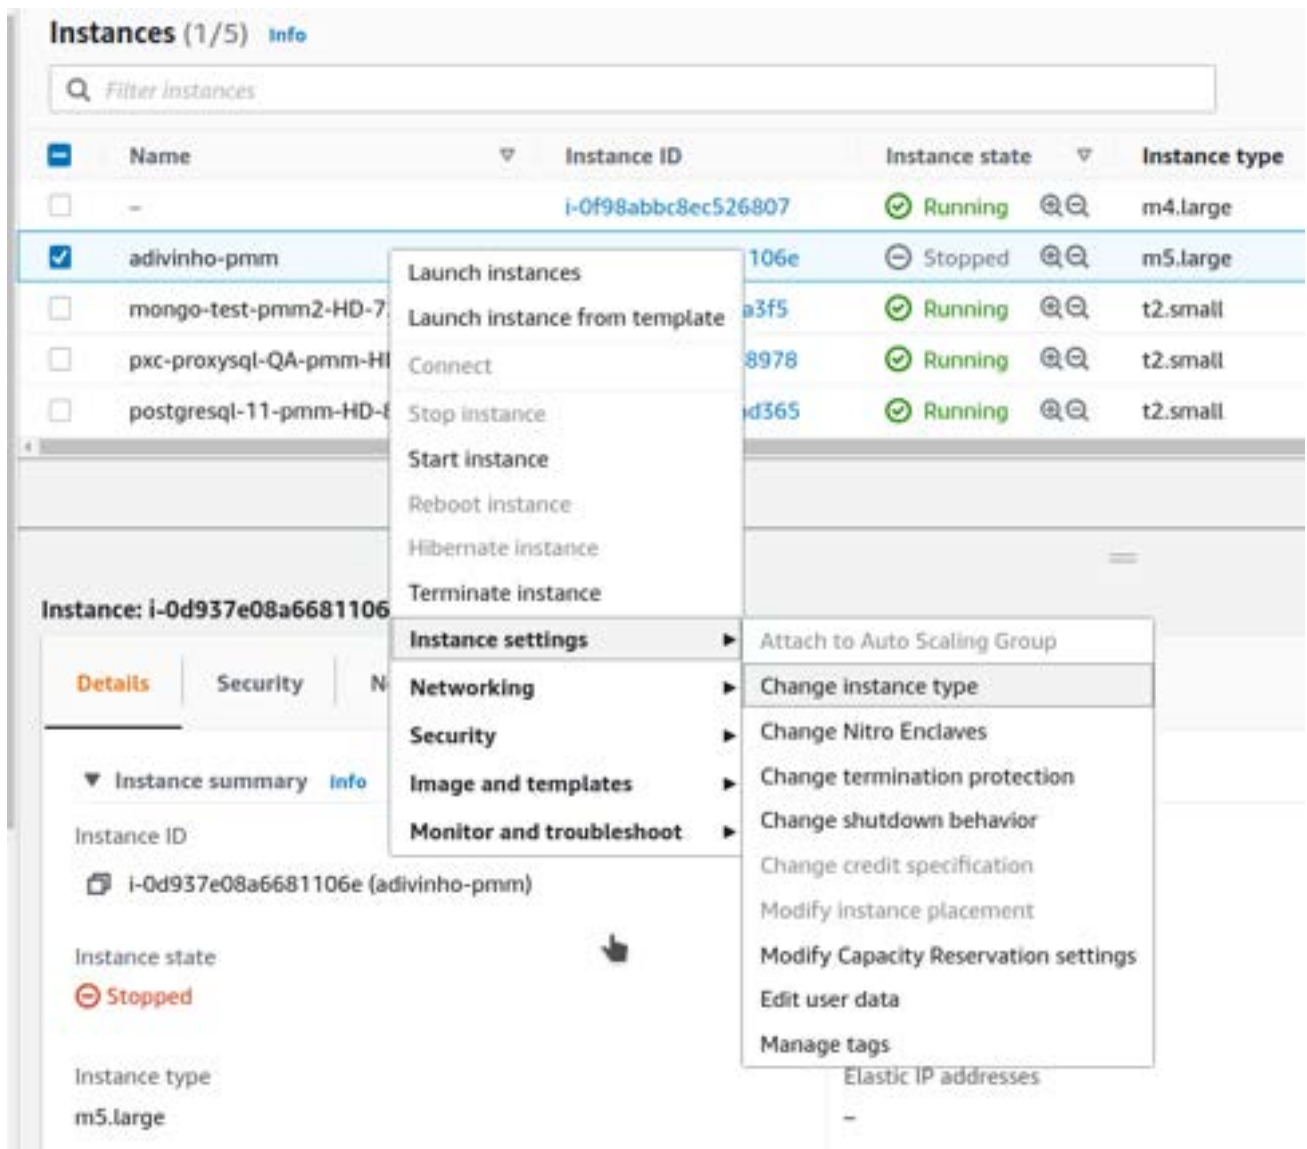 Instances (1/5) Info
Filter instances
Name Instance ID Instance state Instance type
– i-0f98abbc8ec526807 Running m4.large
adivinho-pmm 106e Stopped m5.large
mongo-test-pmm2-HD-7 a3f5 Running t2.small
pxc-proxysql-QA-pmm-H 8978 Running t2.small
postgresql-11-pmm-HD- d365 Running t2.small
Launch instances
Launch instance from template
Connect
Stop instance
Start instance
Reboot instance
Hibernate instance
Terminate instance
Instance settings
Networking
Security
Image and templates
Monitor and troubleshoot
Attach to Auto Scaling Group
Change instance type
Change Nitro Enclaves
Change termination protection
Change shutdown behavior
Change credit specification
Modify instance placement
Modify Capacity Reservation settings
Edit user data
Manage tags
Instance: i-0d937e08a6681106
Details Security N
Instance summary Info
Instance ID
i-0d937e08a6681106e (adivinho-pmm)
Instance state
Stopped
Instance type Elastic IP addresses
m5.large –